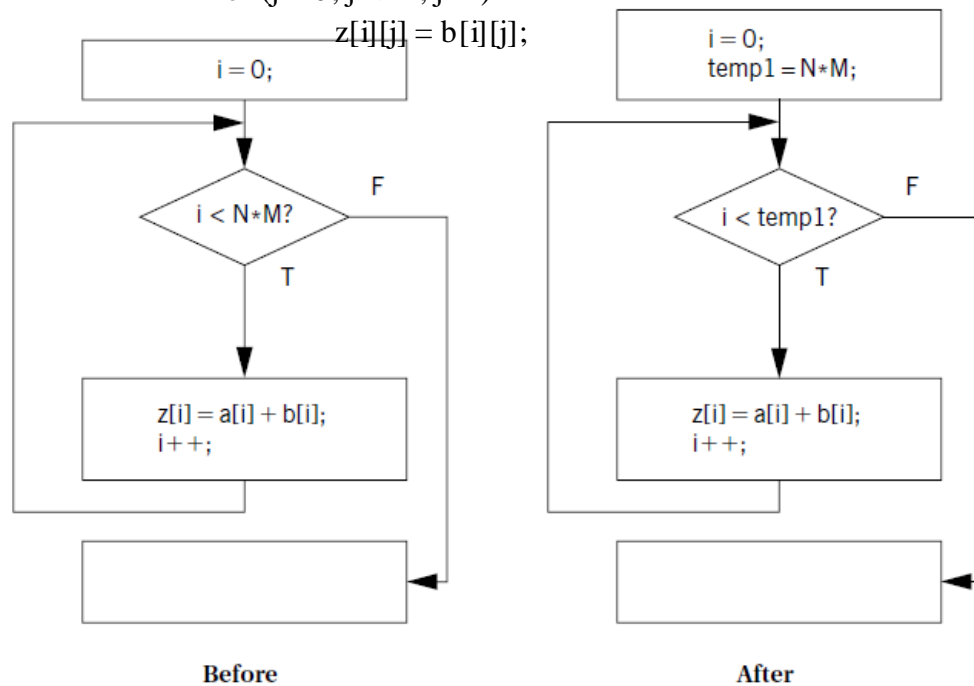 z[i][j] = b[i][j];
i = 0;
i < N*M?
F
T
z[i] = a[i] + b[i];
i++;
Before
i = 0;
temp1 = N*M;
i < temp1?
F
T
z[i] = a[i] + b[i];
i++;
After